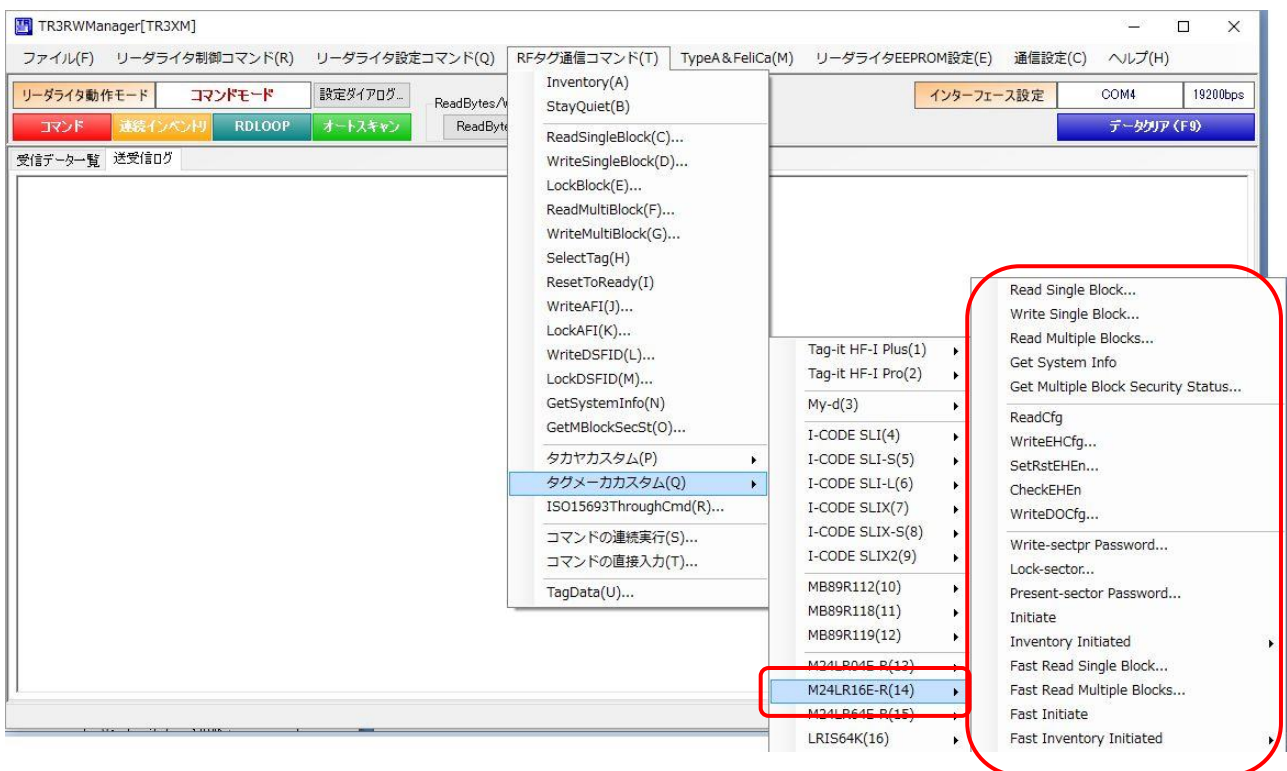 TR3RWManager[TR3XM]
ファイル(F) リーダライタ制御コマンド(R) リーダライタ設定コマンド(Q) RFタグ通信コマンド(T) TypeA&FeliCa(M) リーダライタEEPROM設定(E) 通信設定(C) ヘルプ(H)
リーダライタ動作モード コマンドモード 設定ダイアログ... ReadBytes/ インターフェース設定 COM4 19200bps
コマンド 連続インベントリ RDLOOP オートスキャン ReadByte データクリア(F9)
受信データ一覧 送受信ログ
Inventory(A)
StayQuiet(B)
ReadSingleBlock(C)...
WriteSingleBlock(D)...
LockBlock(E)...
ReadMultiBlock(F)...
WriteMultiBlock(G)...
SelectTag(H)
ResetToReady(I)
WriteAFI(J)...
LockAFI(K)...
WriteDSFID(L)...
LockDSFID(M)...
GetSystemInfo(N)
GetMBlockSecSt(O)...
タカヤカスタム(P)
タグメーカカスタム(Q)
ISO15693ThroughCmd(R)...
コマンドの連続実行(S)...
コマンドの直接入力(T)...
TagData(U)...
Tag-it HF-I Plus(1)
Tag-it HF-I Pro(2)
My-d(3)
I-CODE SLI(4)
I-CODE SLI-S(5)
I-CODE SLI-L(6)
I-CODE SLIX(7)
I-CODE SLIX-S(8)
I-CODE SLIX2(9)
MB89R112(10)
MB89R118(11)
MB89R119(12)
M24LR04E-R(13)
M24LR16E-R(14)
M24LR64E-R(15)
LRIS64K(16)
Read Single Block...
Write Single Block...
Read Multiple Blocks...
Get System Info
Get Multiple Block Security Status...
ReadCfg
WriteEHCfg...
SetRstEHEn...
CheckEHEn
WriteDOCfg...
Write-sectpr Password...
Lock-sector...
Present-sector Password...
Initiate
Inventory Initiated
Fast Read Single Block...
Fast Read Multiple Blocks...
Fast Initiate
Fast Inventory Initiated